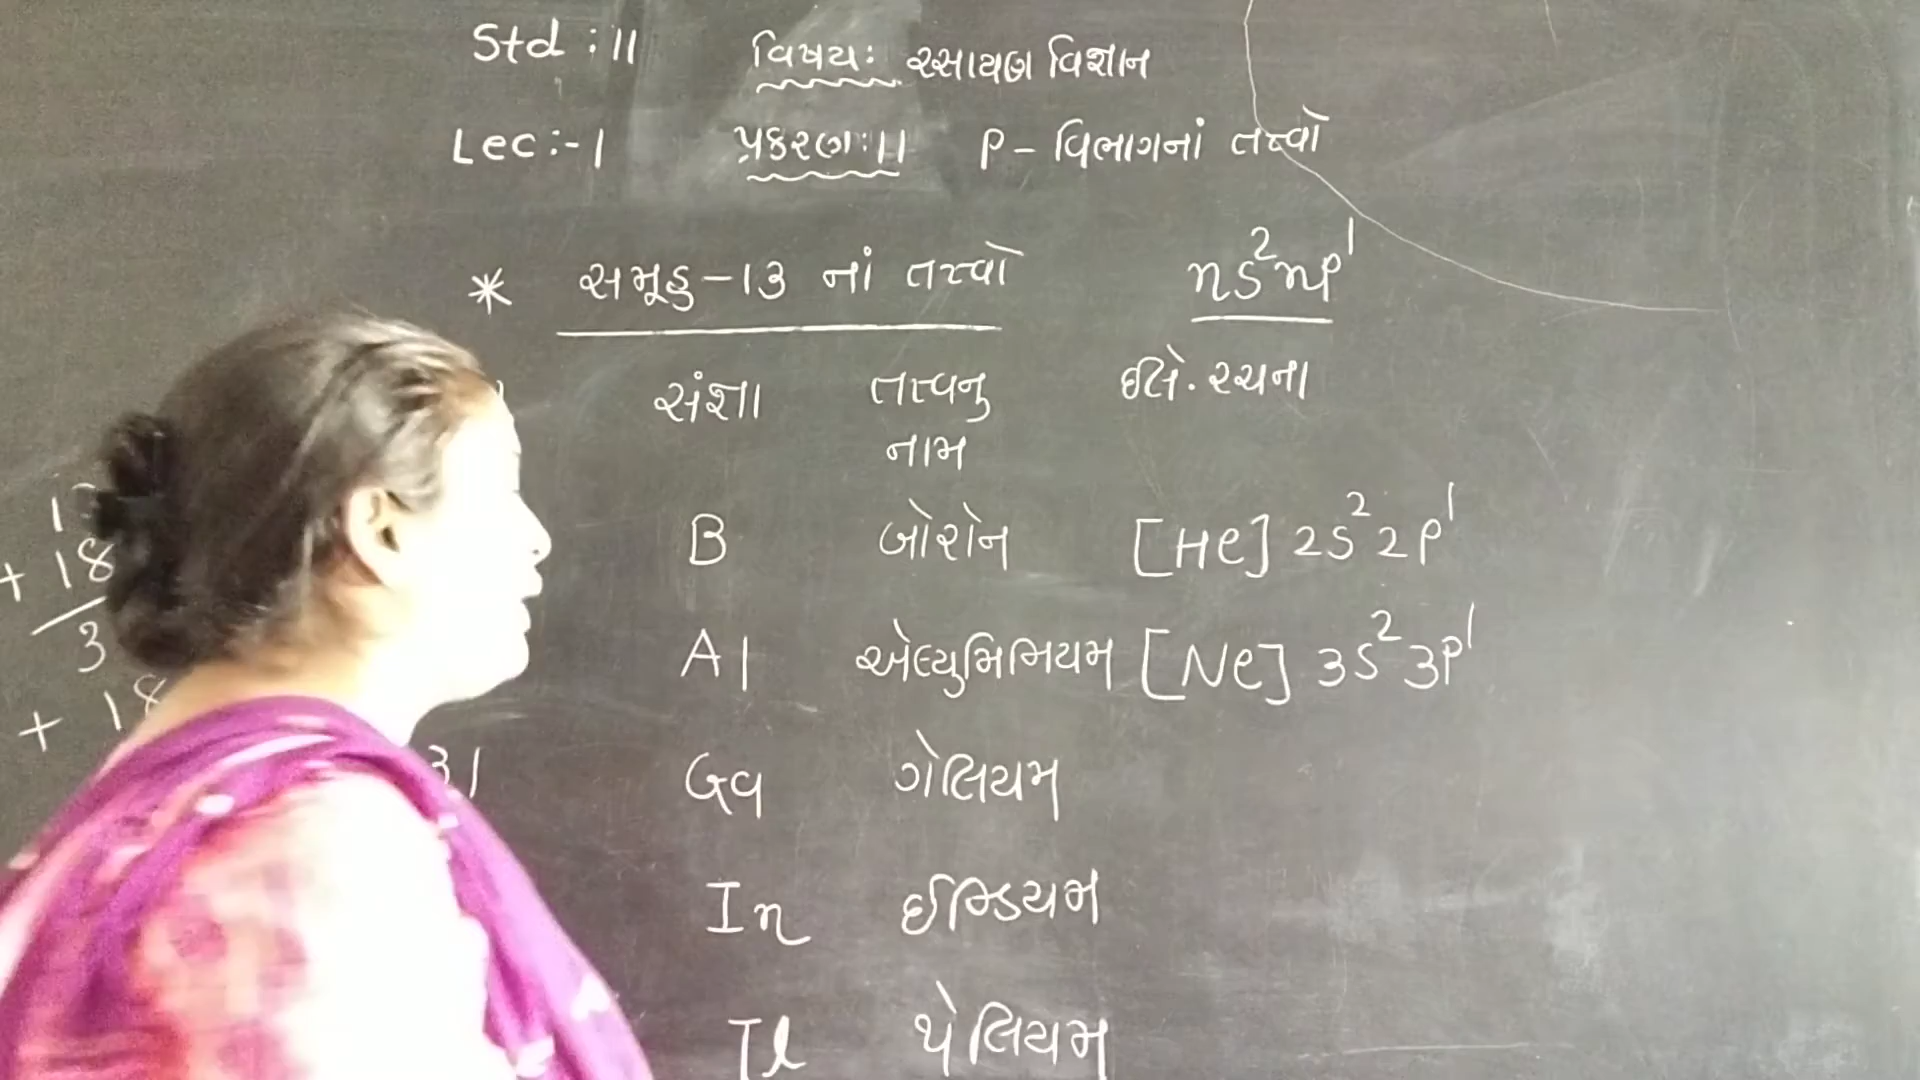 Std : 11 વિષય: રસાયણ વિજ્ઞાન
Lec :- 1 પ્રકરણ: 11 P - વિભાગનાં તત્વો
* સમૂહ - 13 નાં તત્વો ns²np¹
સંજ્ઞા તત્વનુ નામ ઈલે. રચના
B બોરોન [He] 2s² 2p¹
Al એલ્યુમિનિયમ [Ne] 3s² 3p¹
31 Ga ગેલિયમ
In ઈન્ડિયમ
Tl થેલિયમ
+ 18
3
+ 18